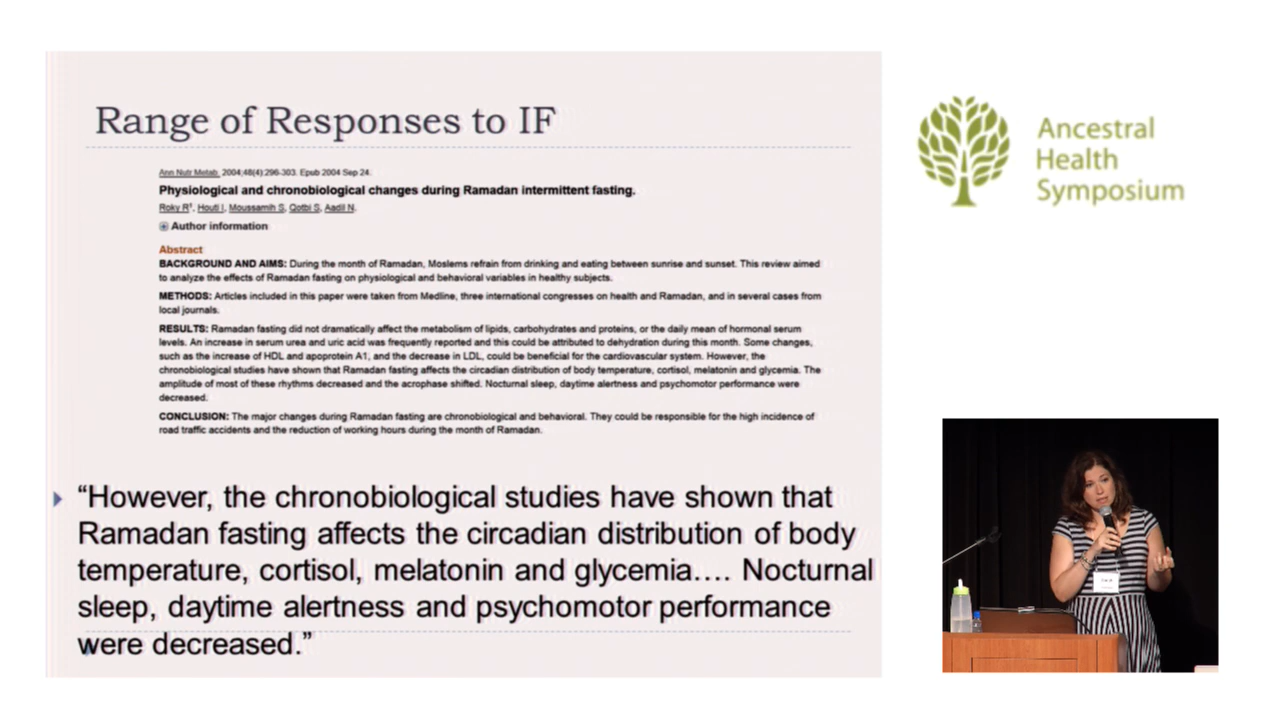 Range of Responses to IF
Ann Nutr Metab. 2004;48(4):296-303. Epub 2004 Sep 24.
Physiological and chronobiological changes during Ramadan intermittent fasting.
Roky R1, Houti I, Moussamih S, Qotbi S, Aadil N.
Author information
Abstract
BACKGROUND AND AIMS: During the month of Ramadan, Moslems refrain from drinking and eating between sunrise and sunset. This review aimed
to analyze the effects of Ramadan fasting on physiological and behavioral variables in healthy subjects.
METHODS: Articles included in this paper were taken from Medline, three international congresses on health and Ramadan, and in several cases from
local journals.
RESULTS: Ramadan fasting did not dramatically affect the metabolism of lipids, carbohydrates and proteins, or the daily mean of hormonal serum
levels. An increase in serum urea and uric acid was frequently reported and this could be attributed to dehydration during this month. Some changes,
such as the increase of HDL and apoprotein A1, and the decrease in LDL, could be beneficial for the cardiovascular system. However, the
chronobiological studies have shown that Ramadan fasting affects the circadian distribution of body temperature, cortisol, melatonin and glycemia. The
amplitude of most of these rhythms decreased and the acrophase shifted. Nocturnal sleep, daytime alertness and psychomotor performance were
decreased.
CONCLUSION: The major changes during Ramadan fasting are chronobiological and behavioral. They could be responsible for the high incidence of
road traffic accidents and the reduction of working hours during the month of Ramadan.
“However, the chronobiological studies have shown that
Ramadan fasting affects the circadian distribution of body
temperature, cortisol, melatonin and glycemia…. Nocturnal
sleep, daytime alertness and psychomotor performance
were decreased.”
Ancestral
Health
Symposium